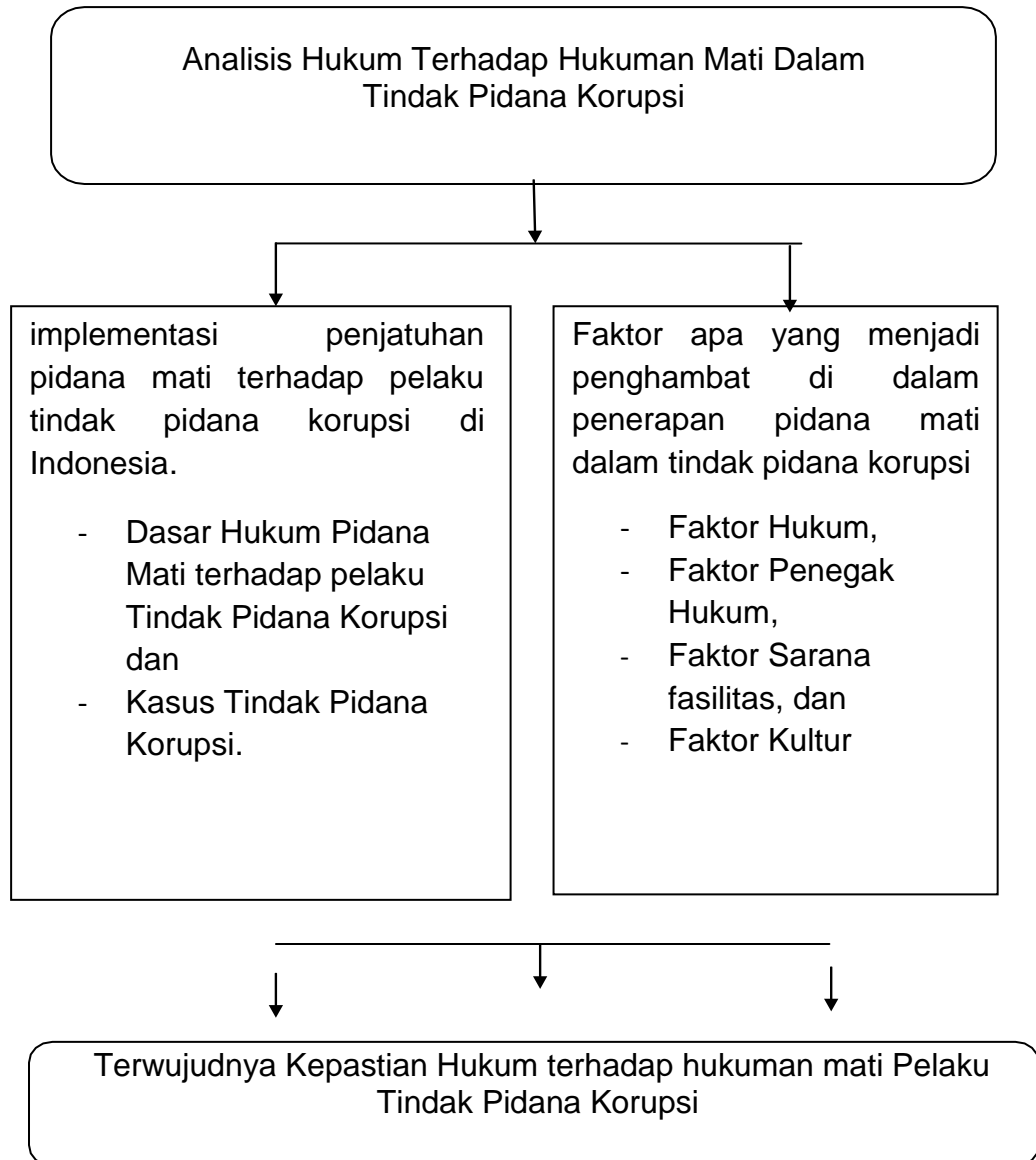 Analisis Hukum Terhadap Hukuman Mati Dalam
Tindak Pidana Korupsi
implementasi penjatuhan
pidana mati terhadap pelaku
tindak pidana korupsi di
Indonesia.
- Dasar Hukum Pidana
Mati terhadap pelaku
Tindak Pidana Korupsi
dan
- Kasus Tindak Pidana
Korupsi.
Faktor apa yang menjadi
penghambat di dalam
penerapan pidana mati
dalam tindak pidana korupsi
- Faktor Hukum,
- Faktor Penegak
Hukum,
- Faktor Sarana
fasilitas, dan
- Faktor Kultur
Terwujudnya Kepastian Hukum terhadap hukuman mati Pelaku
Tindak Pidana Korupsi